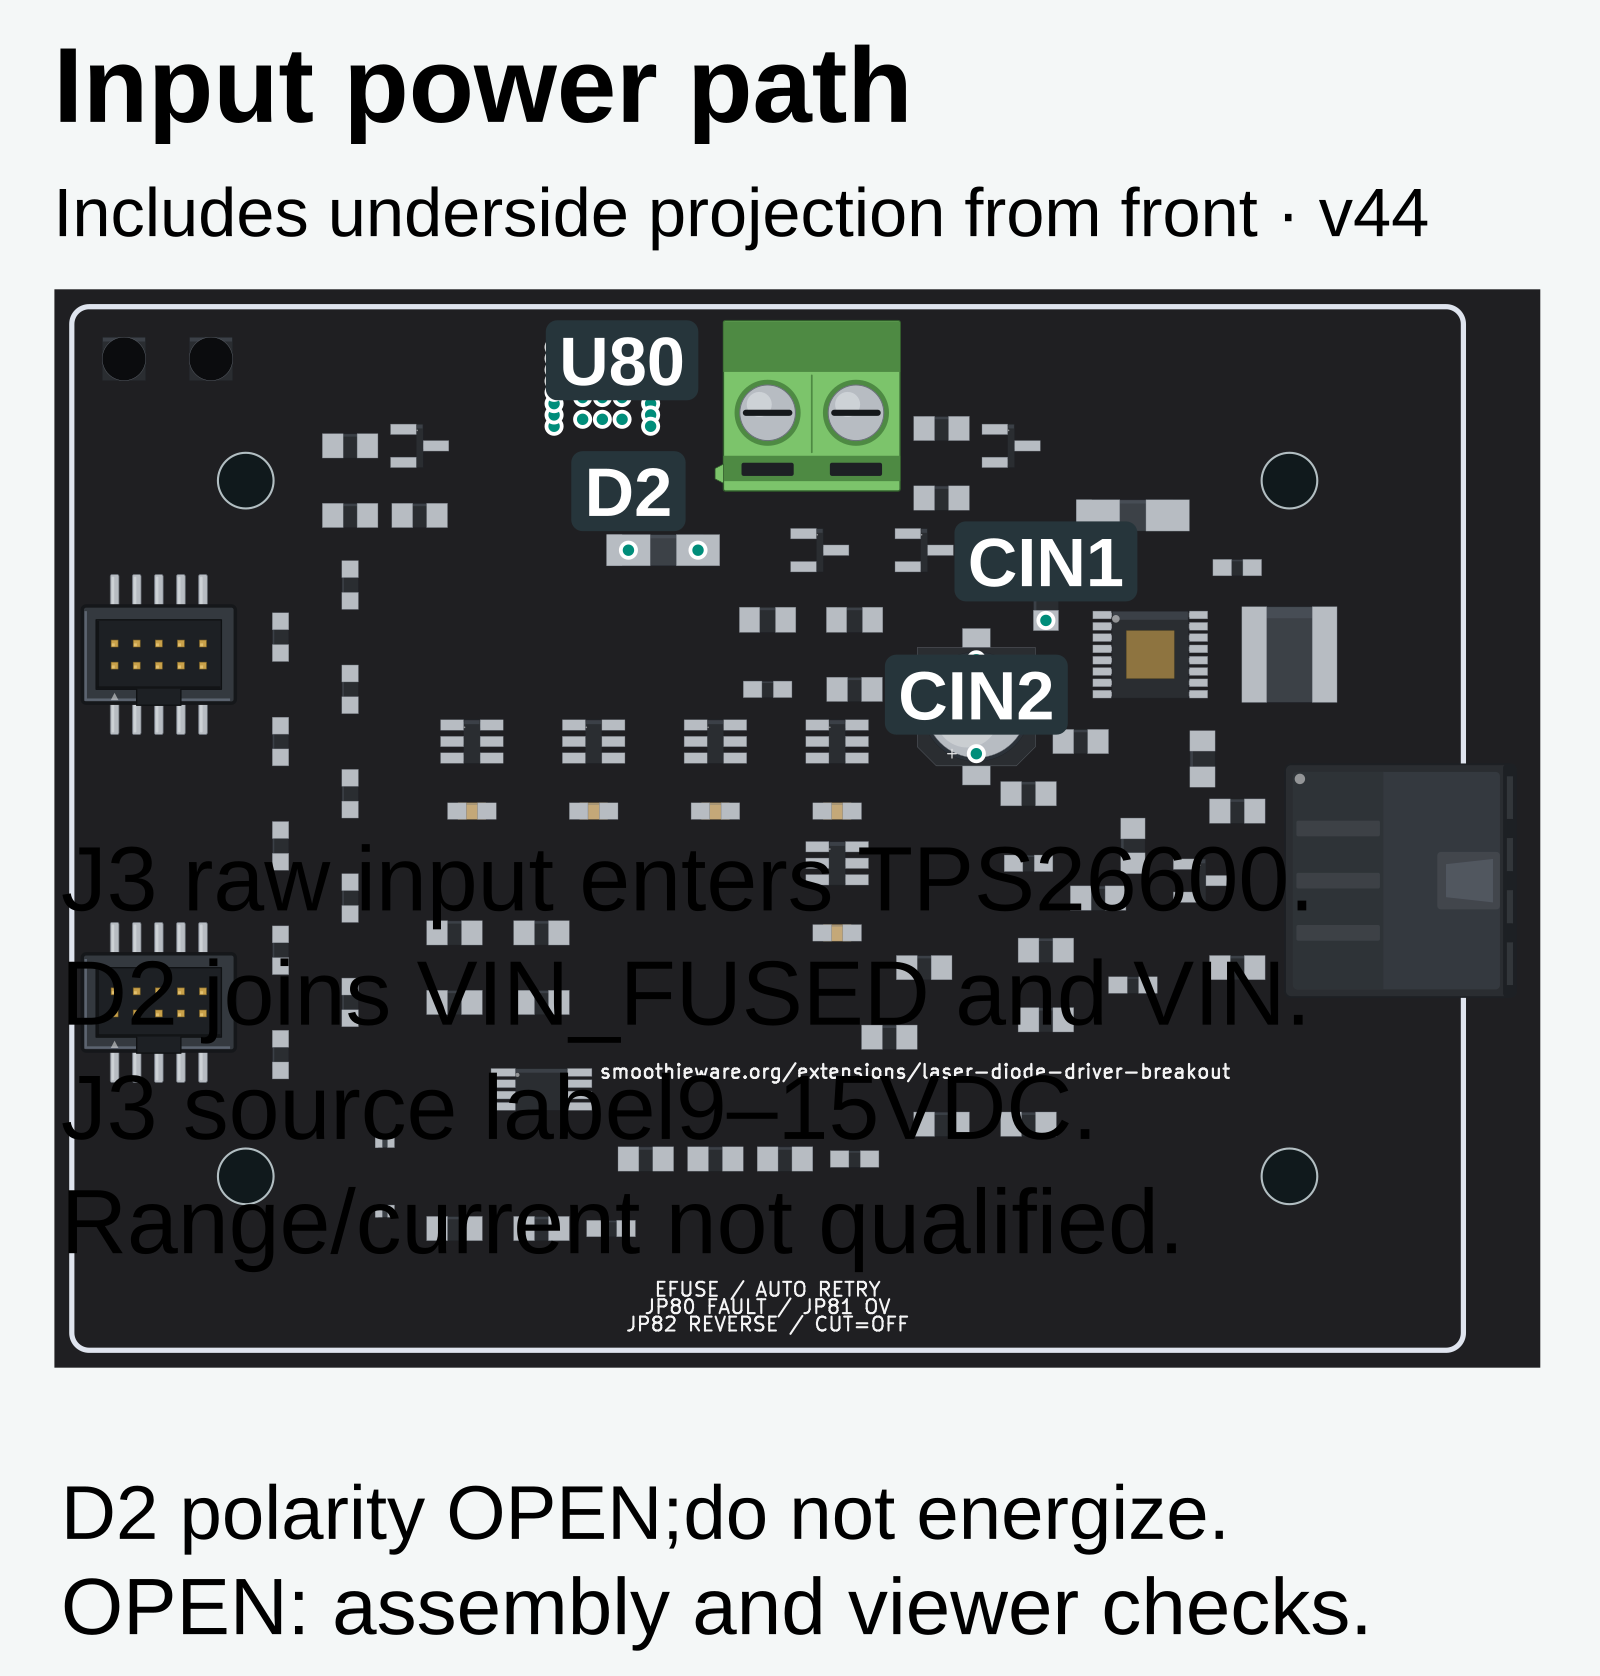 Input power path
Includes underside projection from front · v44
U80
D2
CIN1
CIN2
J3 raw input enters TPS26600.
D2 joins VIN_FUSED and VIN.
smoothieware.org/extensions/laser-diode-driver-breakout
J3 source label9–15VDC.
Range/current not qualified.
EFUSE / AUTO RETRY
JP80 FAULT / JP81 OV
JP82 REVERSE / CUT=OFF
D2 polarity OPEN;do not energize.
OPEN: assembly and viewer checks.